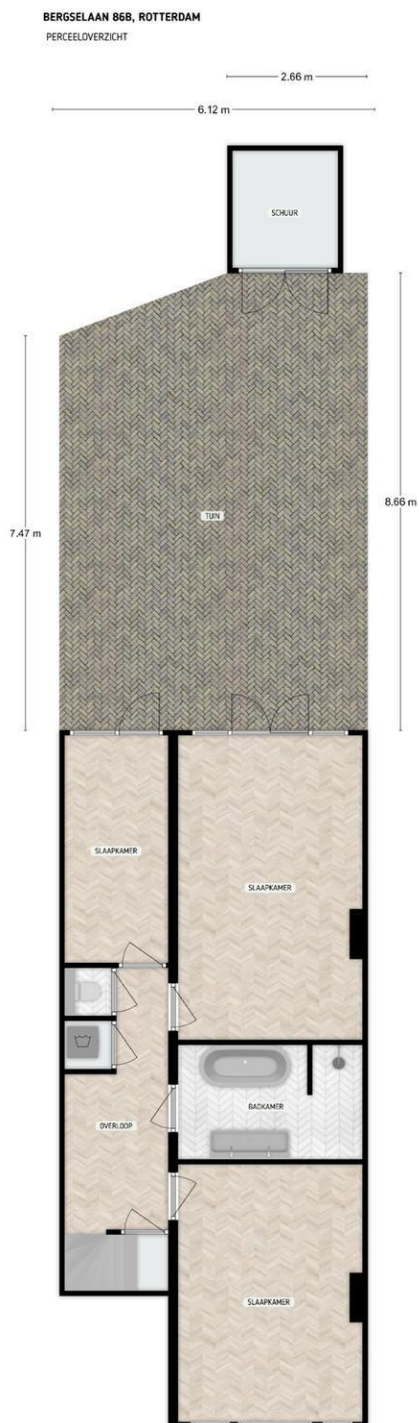 BERGSELAAN 86B, ROTTERDAM
PERCEELOVERZICHT
2.66 m
6.12 m
SCHUUR
7.47 m
TUIN
8.66 m
SLAAPKAMER
SLAAPKAMER
BADKAMER
OVERLOOP
SLAAPKAMER